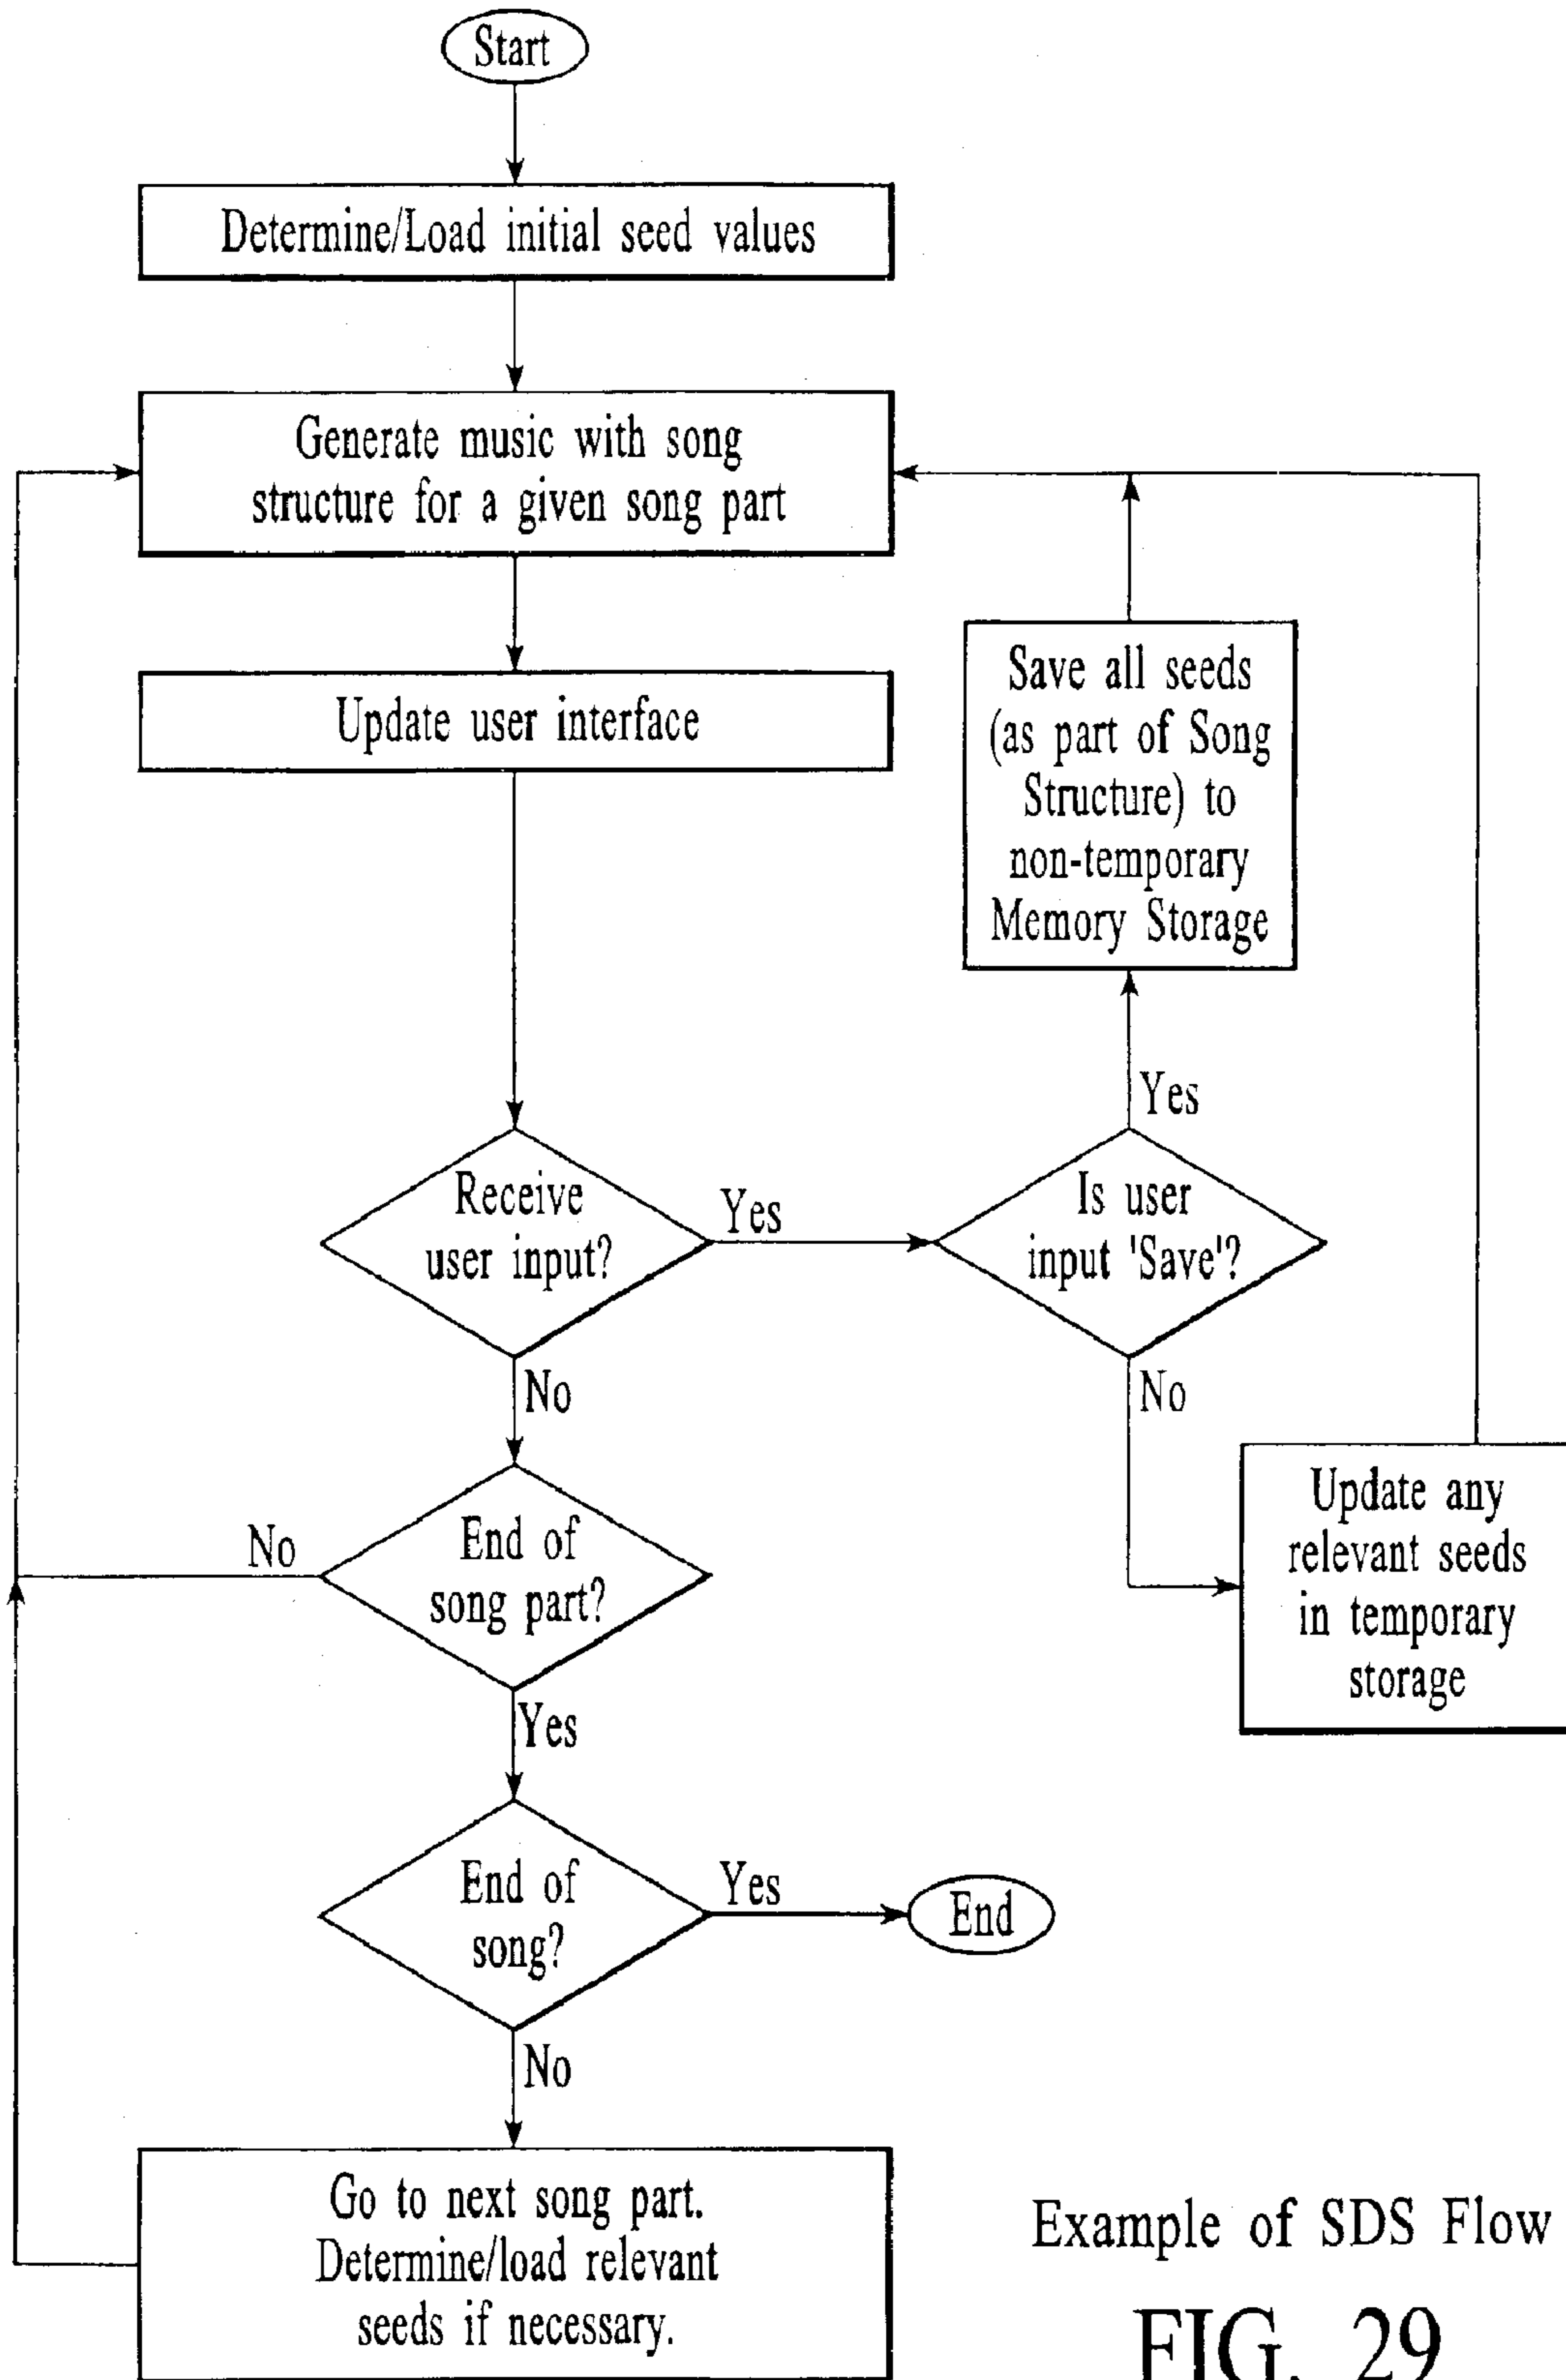 Start
Determine/Load initial seed values
Generate music with song
structure for a given song part
Update user interface
Save all seeds
(as part of Song
Structure) to
non-temporary
Memory Storage
Yes
Receive
user input?
Yes
Is user
input 'Save'?
No
No
Update any
relevant seeds
in temporary
storage
End of
song part?
No
Yes
End of
song?
Yes
End
No
Go to next song part.
Determine/load relevant
seeds if necessary.
Example of SDS Flow
FIG. 29